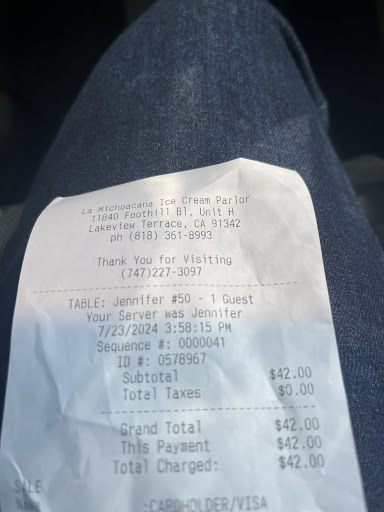 La Michoacana Ice Cream Parlor
11840 Foothill Bl, Unit H
Lakeview Terrace, CA 91342
ph (818) 361-8993
Thank You for Visiting
(747)227-3097
TABLE: Jennifer #50 - 1 Guest
Your Server was Jennifer
7/23/2024 3:58:15 PM
Sequence #: 0000041
ID #: 0578967
Subtotal $42.00
Total Taxes $0.00
Grand Total $42.00
This Payment $42.00
Total Charged: $42.00
SALE
:CARDHOLDER/VISA